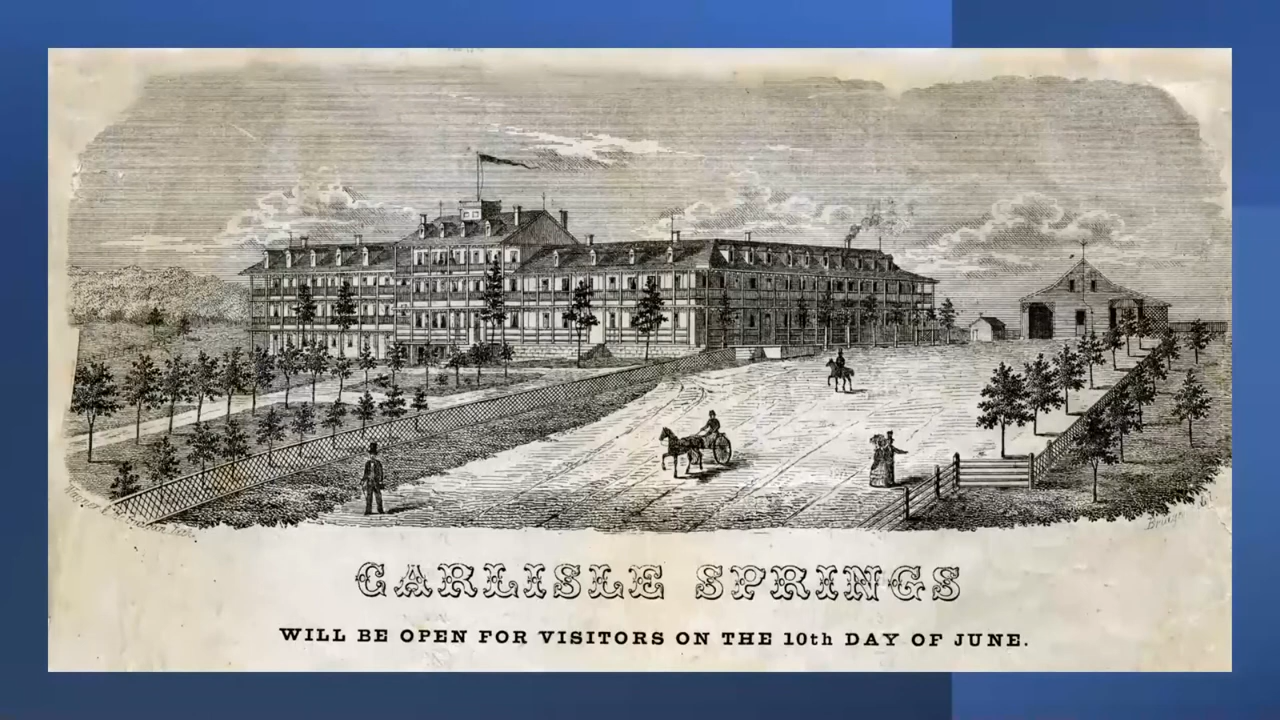 CARLISLE SPRINGS
WILL BE OPEN FOR VISITORS ON THE 10th DAY OF JUNE.